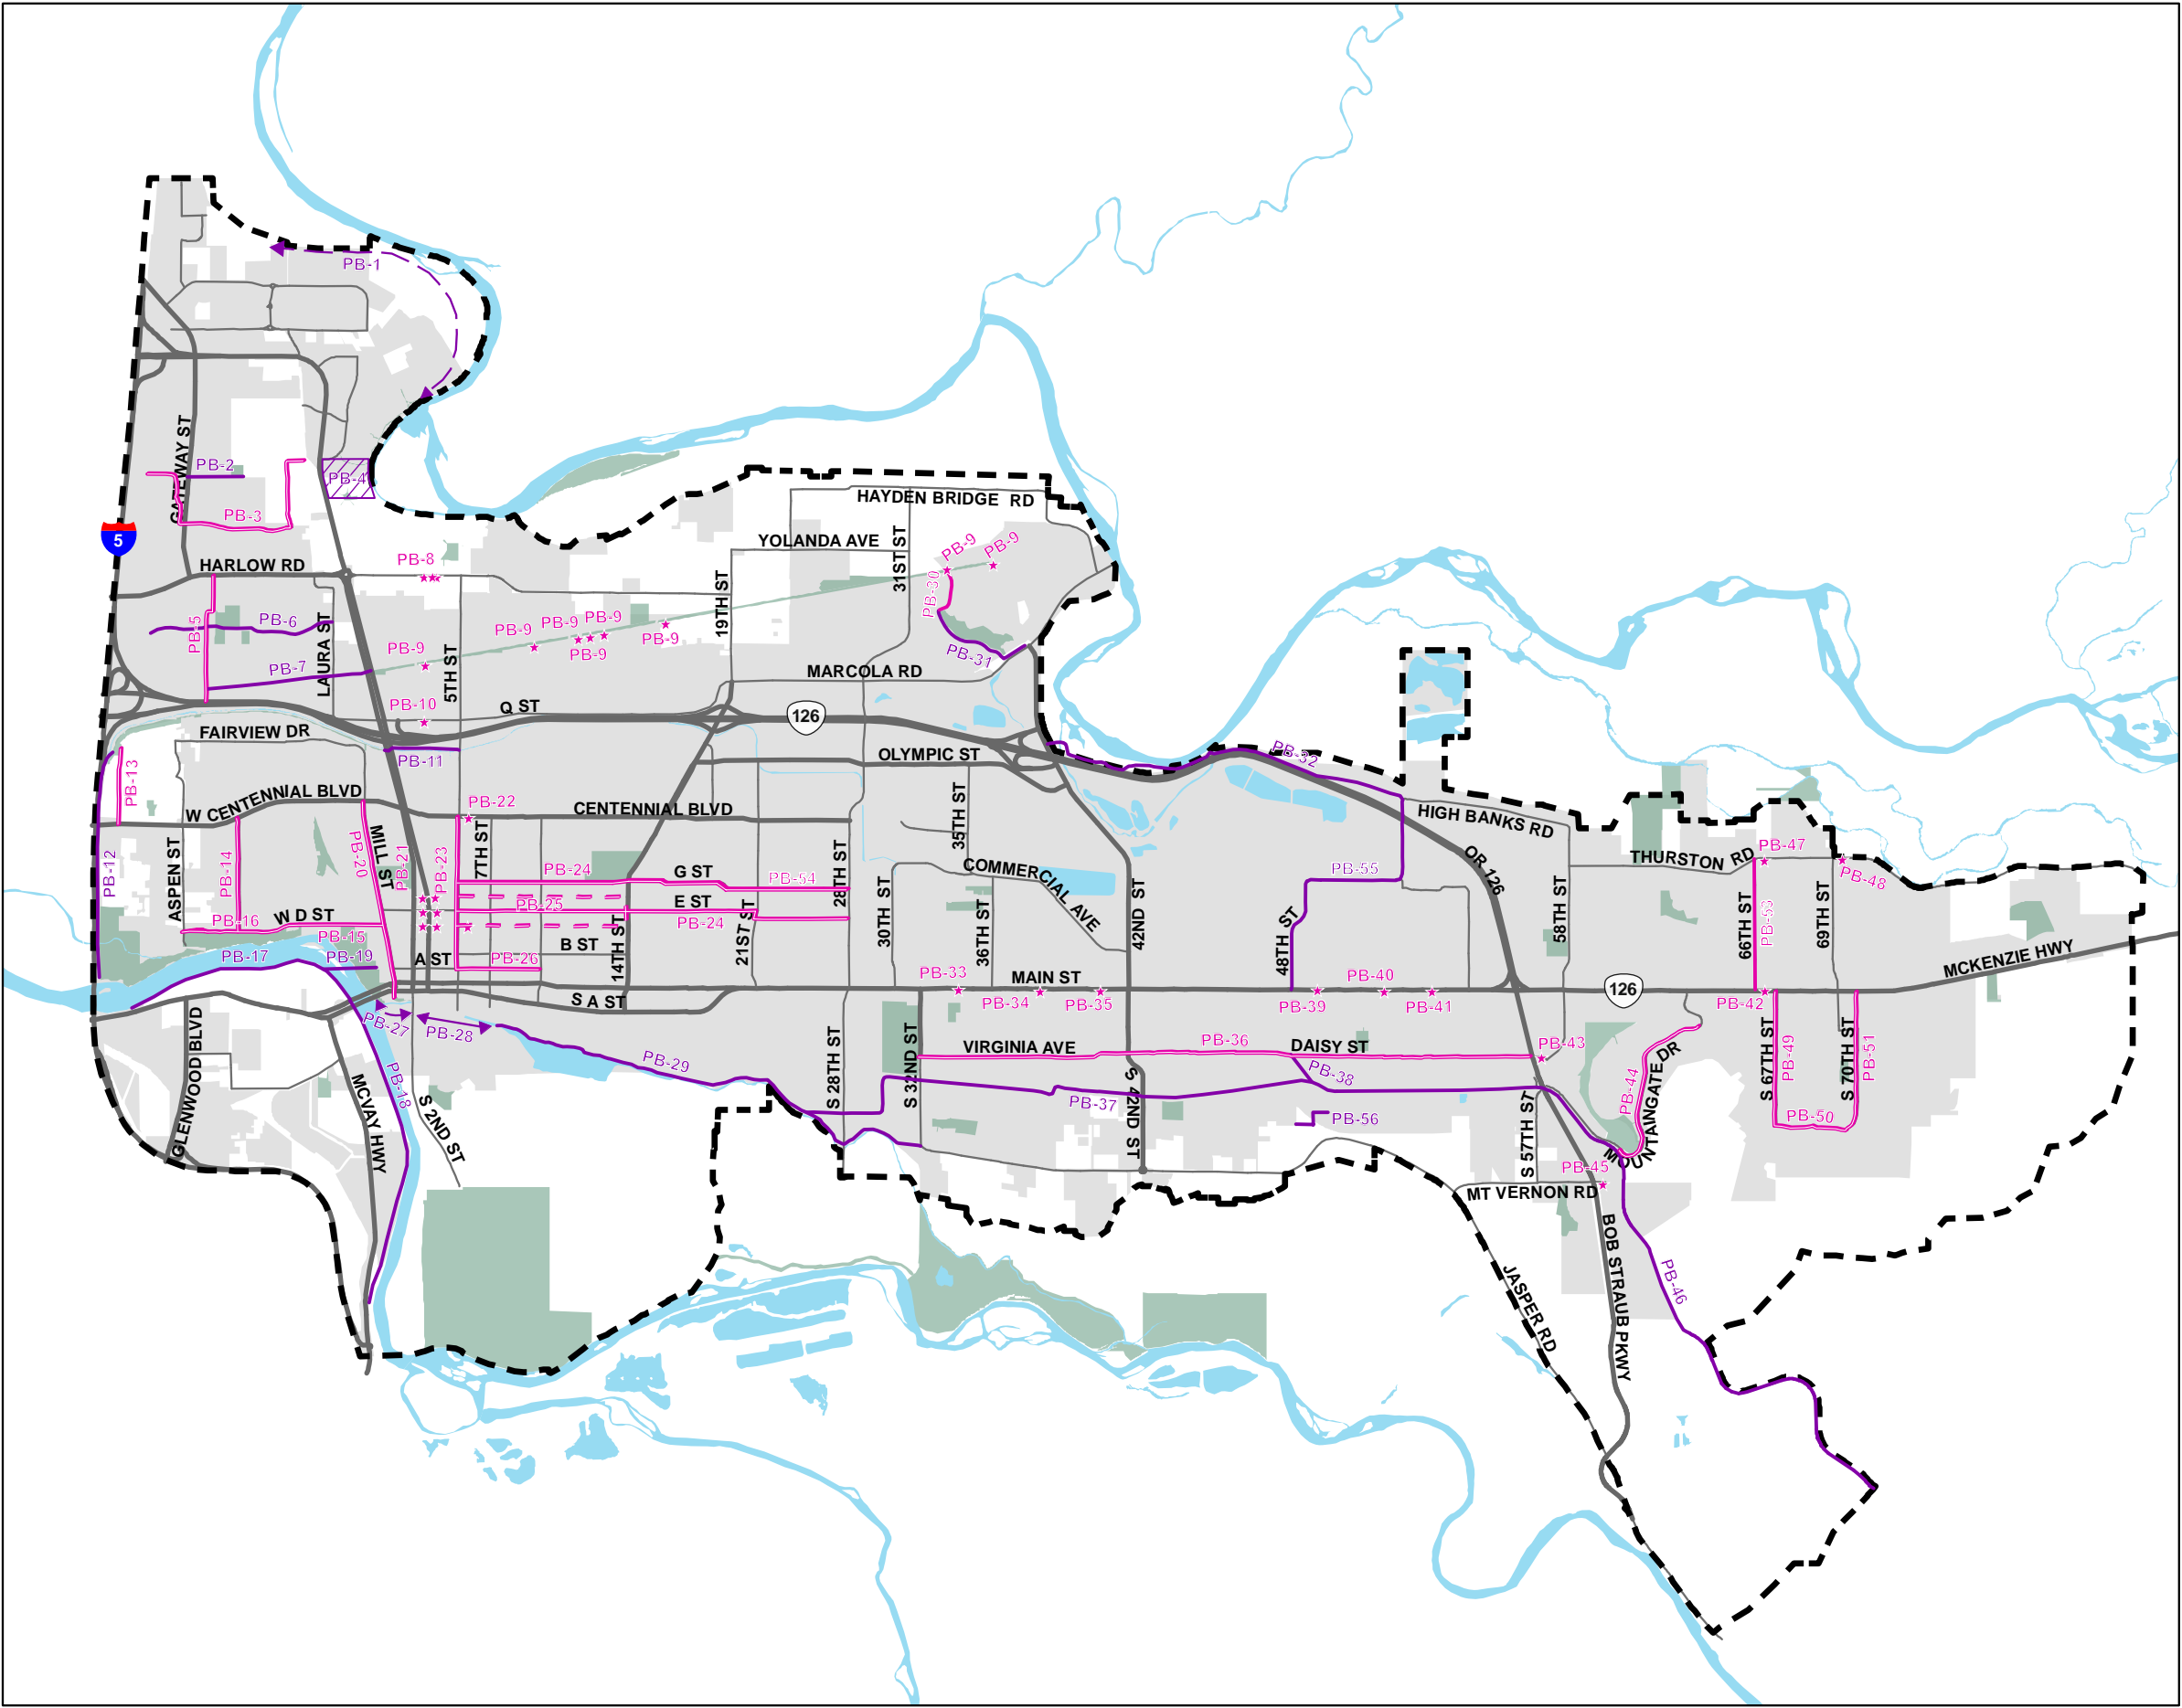 PB-1
GATEWAY ST
PB-2
PB-4
PB-3
HAYDEN BRIDGE RD
5
YOLANDA AVE
31ST ST
PB-9
PB-9
HARLOW RD
PB-8
19TH ST
PB-30
PB-5
PB-6
LAURA ST
PB-9
PB-9
PB-9
PB-9
PB-9
PB-9
5TH ST
PB-31
PB-7
MARCOLA RD
PB-10
Q ST
126
FAIRVIEW DR
PB-11
OLYMPIC ST
PB-32
PB-13
W CENTENNIAL BLVD
PB-22
CENTENNIAL BLVD
35TH ST
HIGH BANKS RD
PB-12
ASPEN ST
PB-14
PB-20
MILL ST
PB-21
PB-23
7TH ST
PB-24
G ST
PB-54
28TH ST
COMMERCIAL AVE
OR 126
PB-55
THURSTON RD
PB-47
PB-48
PB-16
W D ST
PB-15
PB-25
E ST
PB-24
21ST ST
30TH ST
36TH ST
42ND ST
48TH ST
58TH ST
66TH ST
PB-53
69TH ST
PB-17
PB-19
A ST
B ST
PB-26
14TH ST
MCKENZIE HWY
PB-33
MAIN ST
PB-34
PB-35
PB-39
PB-40
PB-41
126
PB-42
S A ST
PB-27
PB-28
PB-29
GLENWOOD BLVD
MCVAY HWY
PB-18
S 2ND ST
S 28TH ST
S 32ND ST
VIRGINIA AVE
PB-36
DAISY ST
PB-43
PB-38
PB-37
S 42ND ST
PB-56
S 57TH ST
PB-44
MOUNTAINGATE DR
S 67TH ST
PB-49
PB-50
S 70TH ST
PB-51
PB-45
MT VERNON RD
BOB STRAUB PKWY
PB-46
JASPER RD